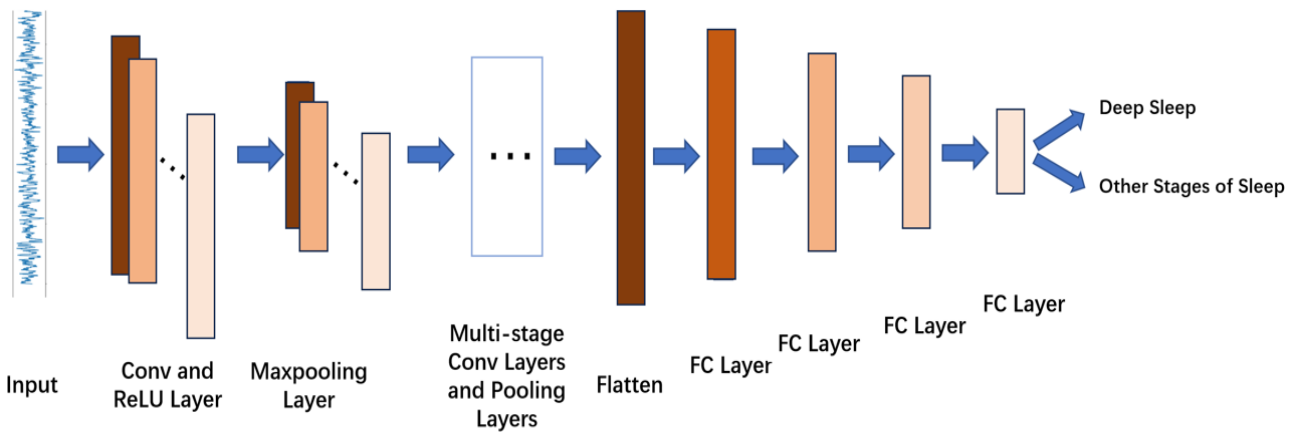 Input
Conv and
ReLU Layer
Maxpooling
Layer
Multi-stage
Conv Layers
and Pooling
Layers
Flatten
FC Layer
FC Layer
FC Layer
FC Layer
Deep Sleep
Other Stages of Sleep